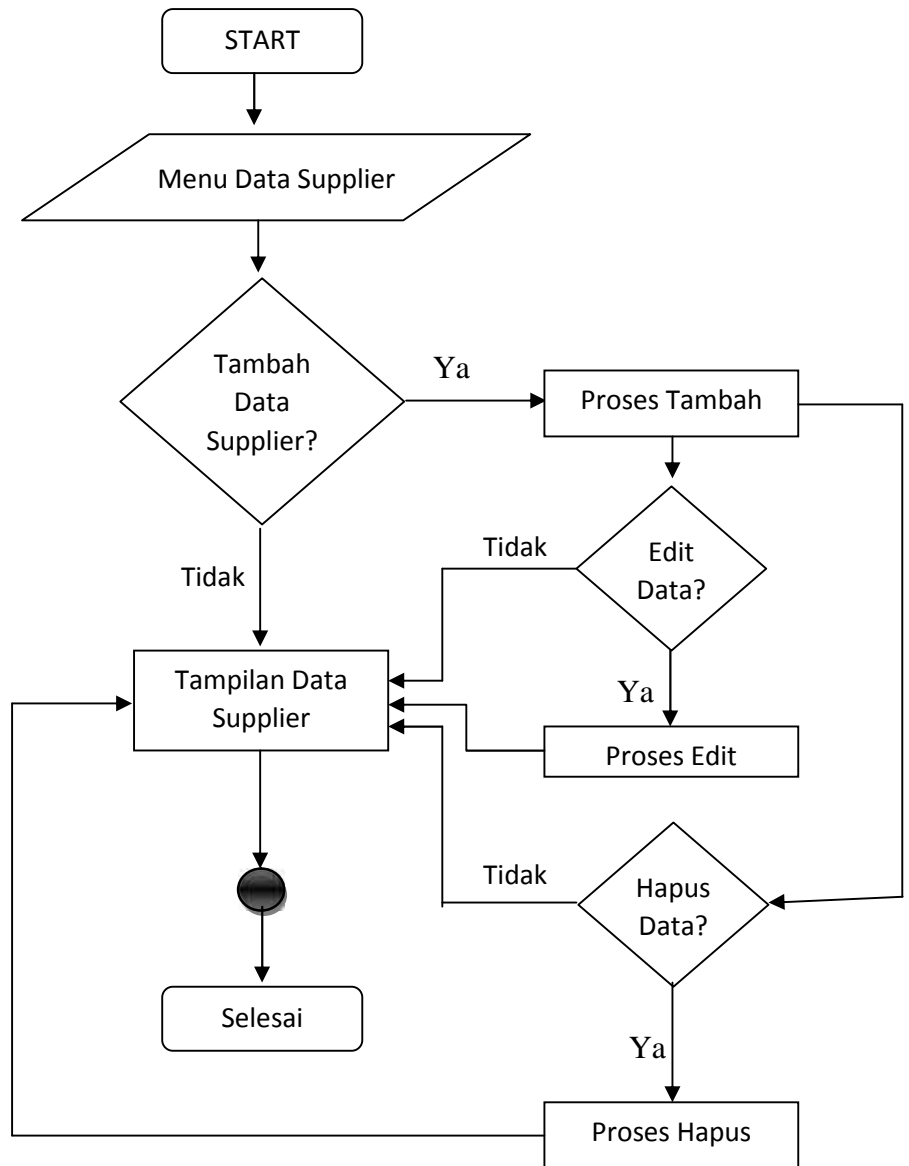 START
Menu Data Supplier
Tambah
Data
Supplier?
Ya
Proses Tambah
Tidak
Edit
Data?
Tidak
Tampilan Data
Supplier
Ya
Proses Edit
Tidak
Hapus
Data?
Selesai
Ya
Proses Hapus